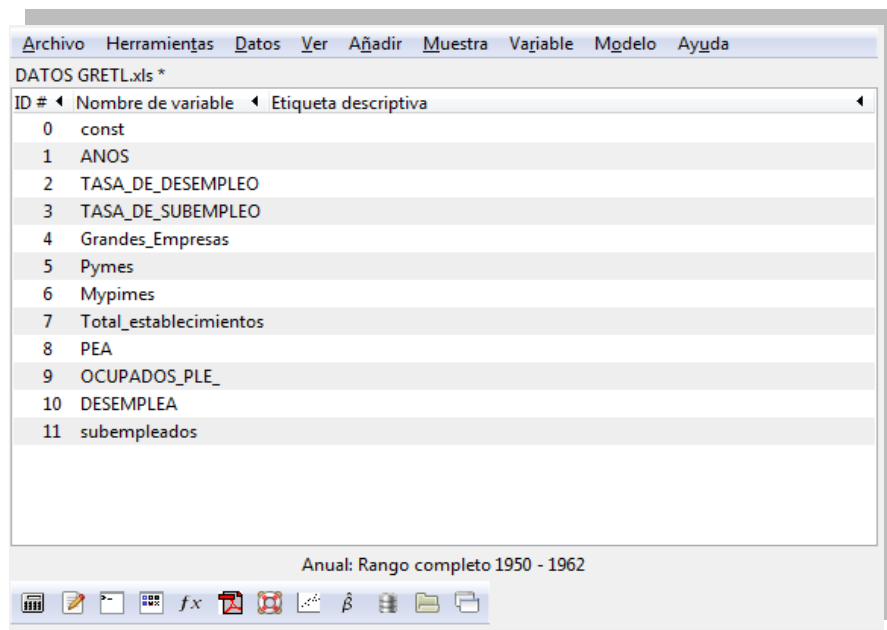 Archivo Herramientas Datos Ver Añadir Muestra Variable Modelo Ayuda
DATOS GRETL.xls *
ID # Nombre de variable Etiqueta descriptiva
0 const
1 ANOS
2 TASA_DE_DESEMPLEO
3 TASA_DE_SUBEMPLEO
4 Grandes_Empresas
5 Pymes
6 Mypimes
7 Total_establecimientos
8 PEA
9 OCUPADOS_PLE_
10 DESEMPLEA
11 subempleados
Anual: Rango completo 1950 - 1962
ƒx β̂